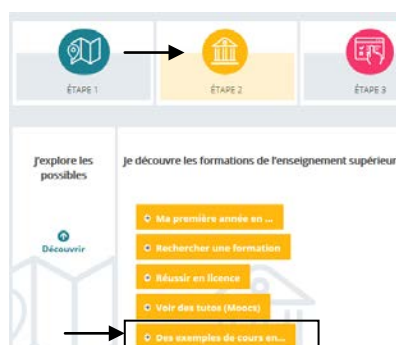 ÉTAPE 1
ÉTAPE 2
ÉTAPE 3
J'explore les
possibles
Découvrir
Je découvre les formations de l'enseignement supérieur
Ma première année en ...
Rechercher une formation
Réussir en licence
Voir des tutos (Moocs)
Des exemples de cours en...